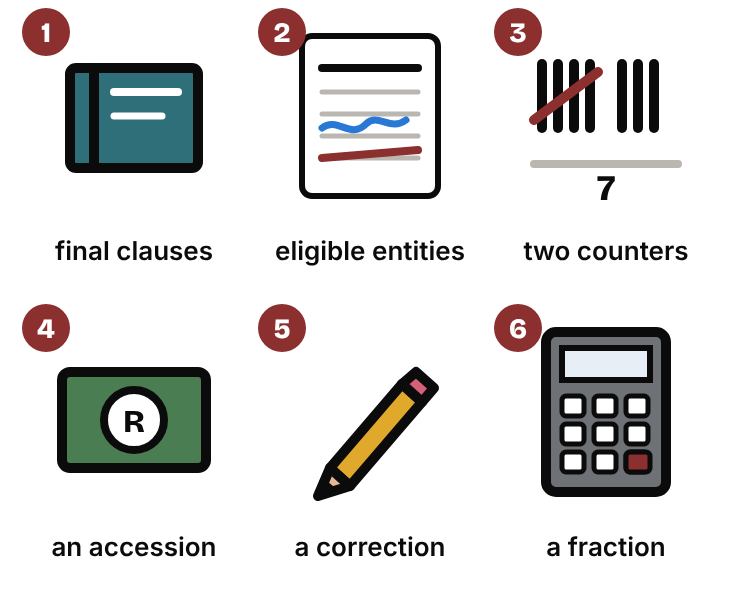 1
2
3
7
final clauses
eligible entities
two counters
4
5
6
R
an accession
a correction
a fraction